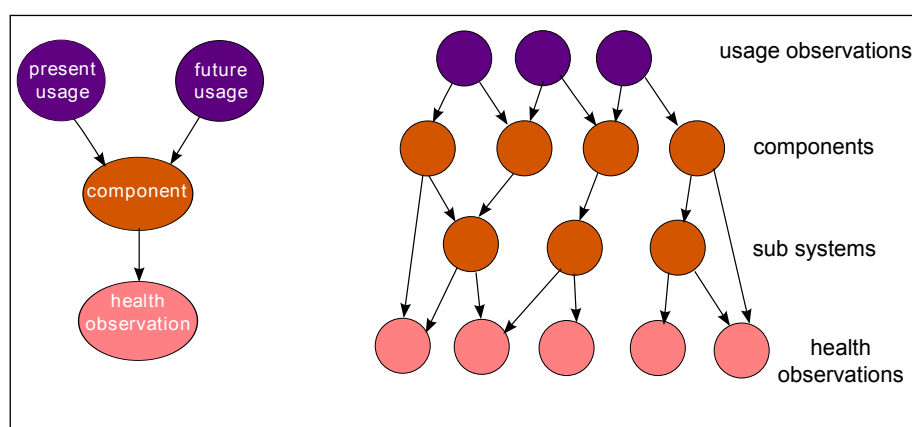 present
usage
future
usage
component
health
observation
usage observations
components
sub systems
health
observations